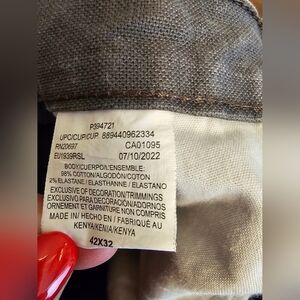 P394721
UPC/CUP/CUP 889440962334
RN20697 CA01095
EU1939RSL 07/10/2022
BODY/CUERPO/ENSEMBLE:
98% COTTON/ALGODÓN/COTON
2% ELASTANE / ELASTHANNE / ELASTANO
EXCLUSIVE OF DECORATION/TRIMMINGS
EXCLUSIVO PARA DECORACIÓN/ADORNOS
ORNEMENT ET GARNITURE NON COMPRIS
MADE IN/ HECHO EN / FABRIQUÉ AU
KENYA/KENIA/KENYA
42X32